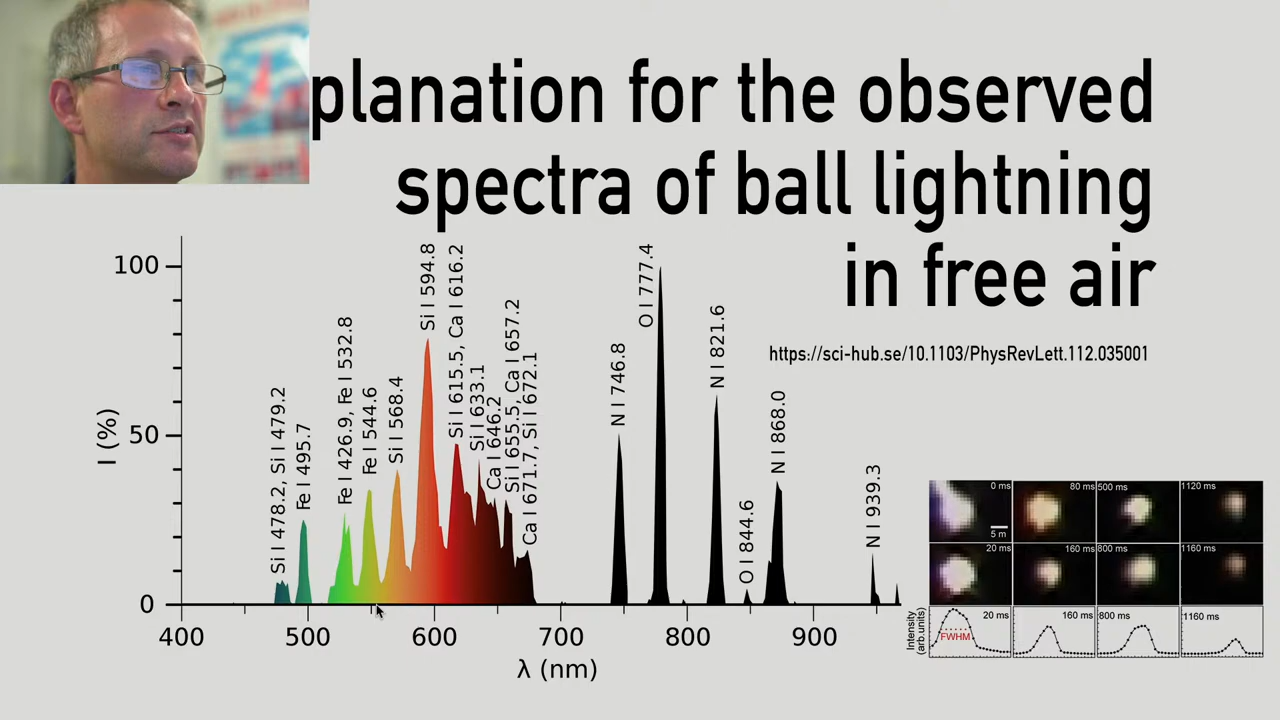 planation for the observed
spectra of ball lightning
in free air
https://sci-hub.se/10.1103/PhysRevLett.112.035001
I (%)
100
50
0
Si I 478.2, Si I 479.2
Fe I 495.7
Fe I 426.9, Fe I 532.8
Fe I 544.6
Si I 568.4
Si I 594.8
Si I 615.5, Ca I 616.2
Si I 633.1
Ca I 646.2
Si I 655.5, Ca I 657.2
Ca I 671.7, Si I 672.1
N I 746.8
O I 777.4
N I 821.6
O I 844.6
N I 868.0
N I 939.3
400 500 600 700 800 900
λ (nm)
0 ms 80 ms 500 ms 1120 ms
5 m
20 ms 160 ms 800 ms 1160 ms
Intensity
(arb.units)
20 ms 160 ms 800 ms 1160 ms
FWHM